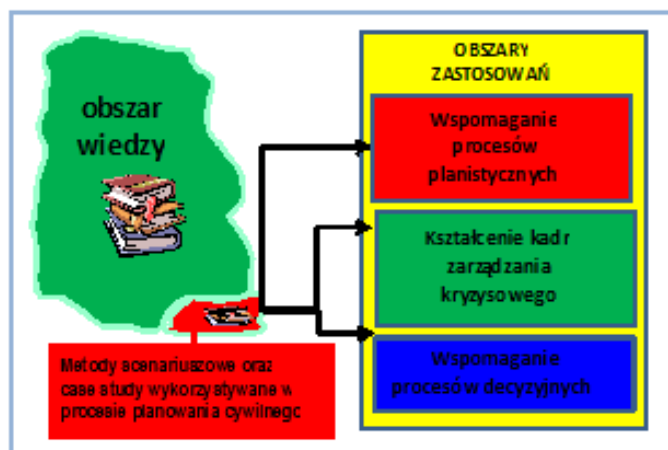 obszar
wiedzy
Metody scenariuszowe oraz
case study wykorzystywane w
procesie planowania cywilnego
OBSZARY
ZASTOSOWAŃ
Wspomaganie
procesów
planistycznych
Kształcenie kadr
zarządzania
kryzysowego
Wspomaganie
procesów decyzyjnych